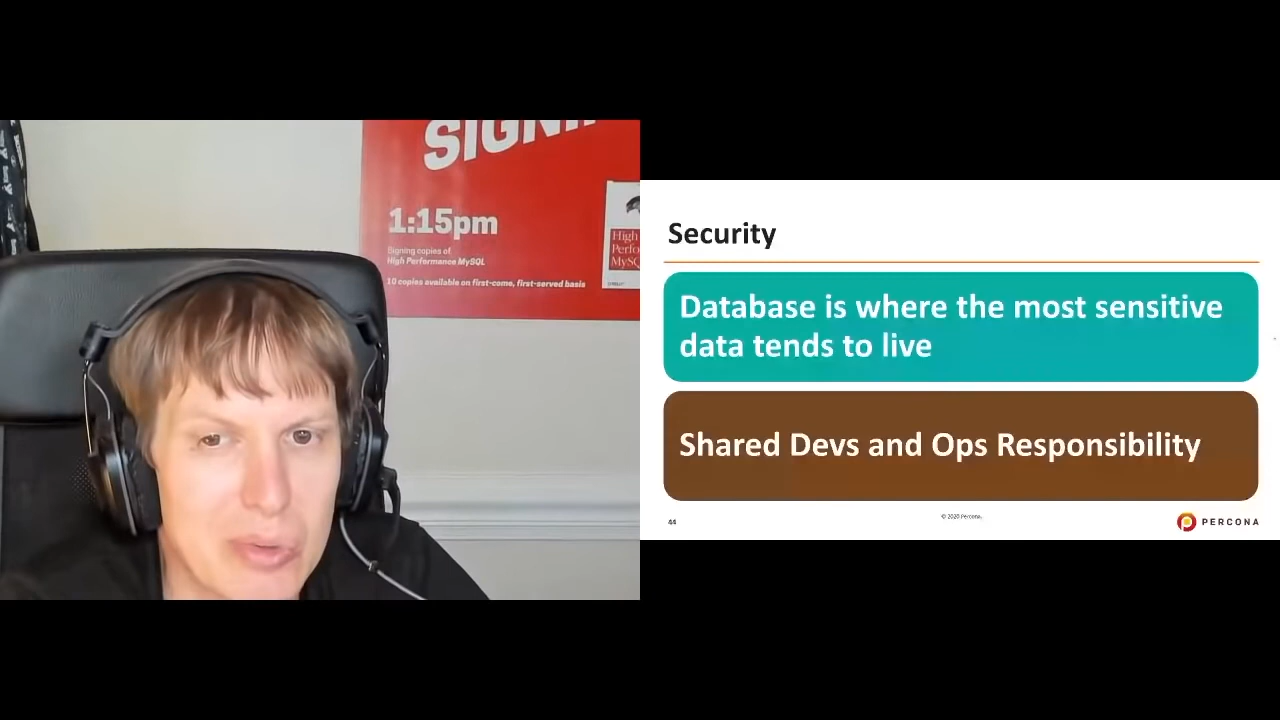 SIGNI
1:15pm
Signing copies of
High Performance MySQL
10 copies available on first-come, first-served basis
High
Perfo
MySQ
Security
Database is where the most sensitive
data tends to live
Shared Devs and Ops Responsibility
44
© 2020 Percona.
PERCONA